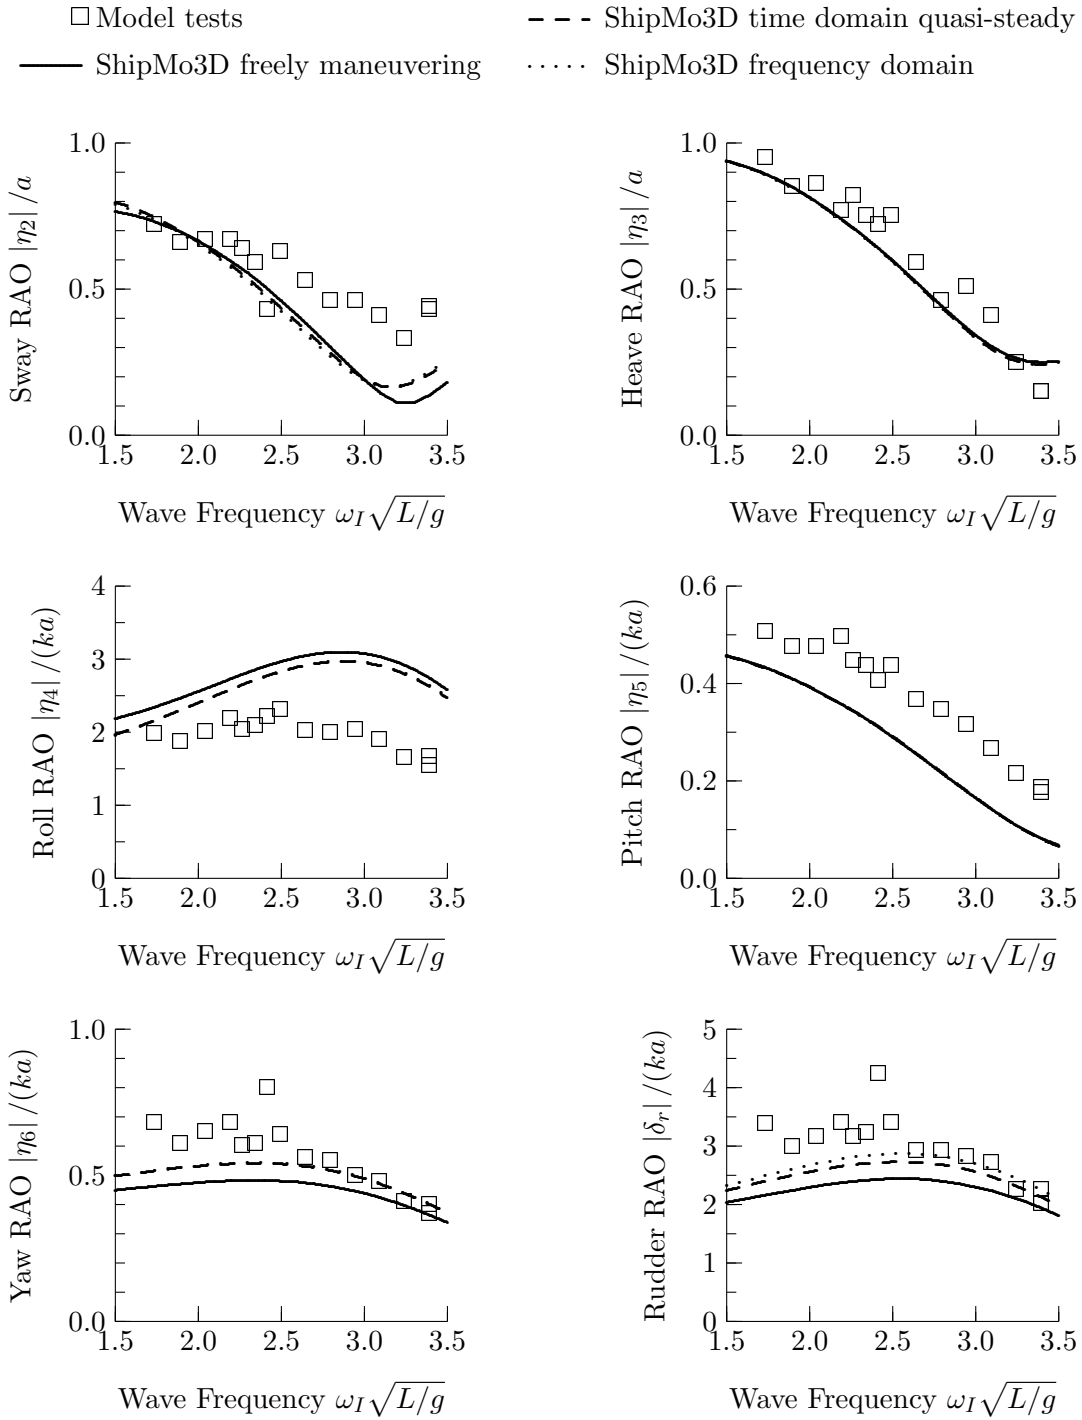 Model tests
ShipMo3D time domain quasi-steady
ShipMo3D freely maneuvering
ShipMo3D frequency domain
1.0
0.5
0.0
1.5 2.0 2.5 3.0 3.5
Sway RAO |η2|/a
Wave Frequency ωI√L/g
1.0
0.5
0.0
1.5 2.0 2.5 3.0 3.5
Heave RAO |η3|/a
Wave Frequency ωI√L/g
4
3
2
1
0
1.5 2.0 2.5 3.0 3.5
Roll RAO |η4|/(ka)
Wave Frequency ωI√L/g
0.6
0.4
0.2
0.0
1.5 2.0 2.5 3.0 3.5
Pitch RAO |η5|/(ka)
Wave Frequency ωI√L/g
1.0
0.5
0.0
1.5 2.0 2.5 3.0 3.5
Yaw RAO |η6|/(ka)
Wave Frequency ωI√L/g
5
4
3
2
1
0
1.5 2.0 2.5 3.0 3.5
Rudder RAO |δr|/(ka)
Wave Frequency ωI√L/g